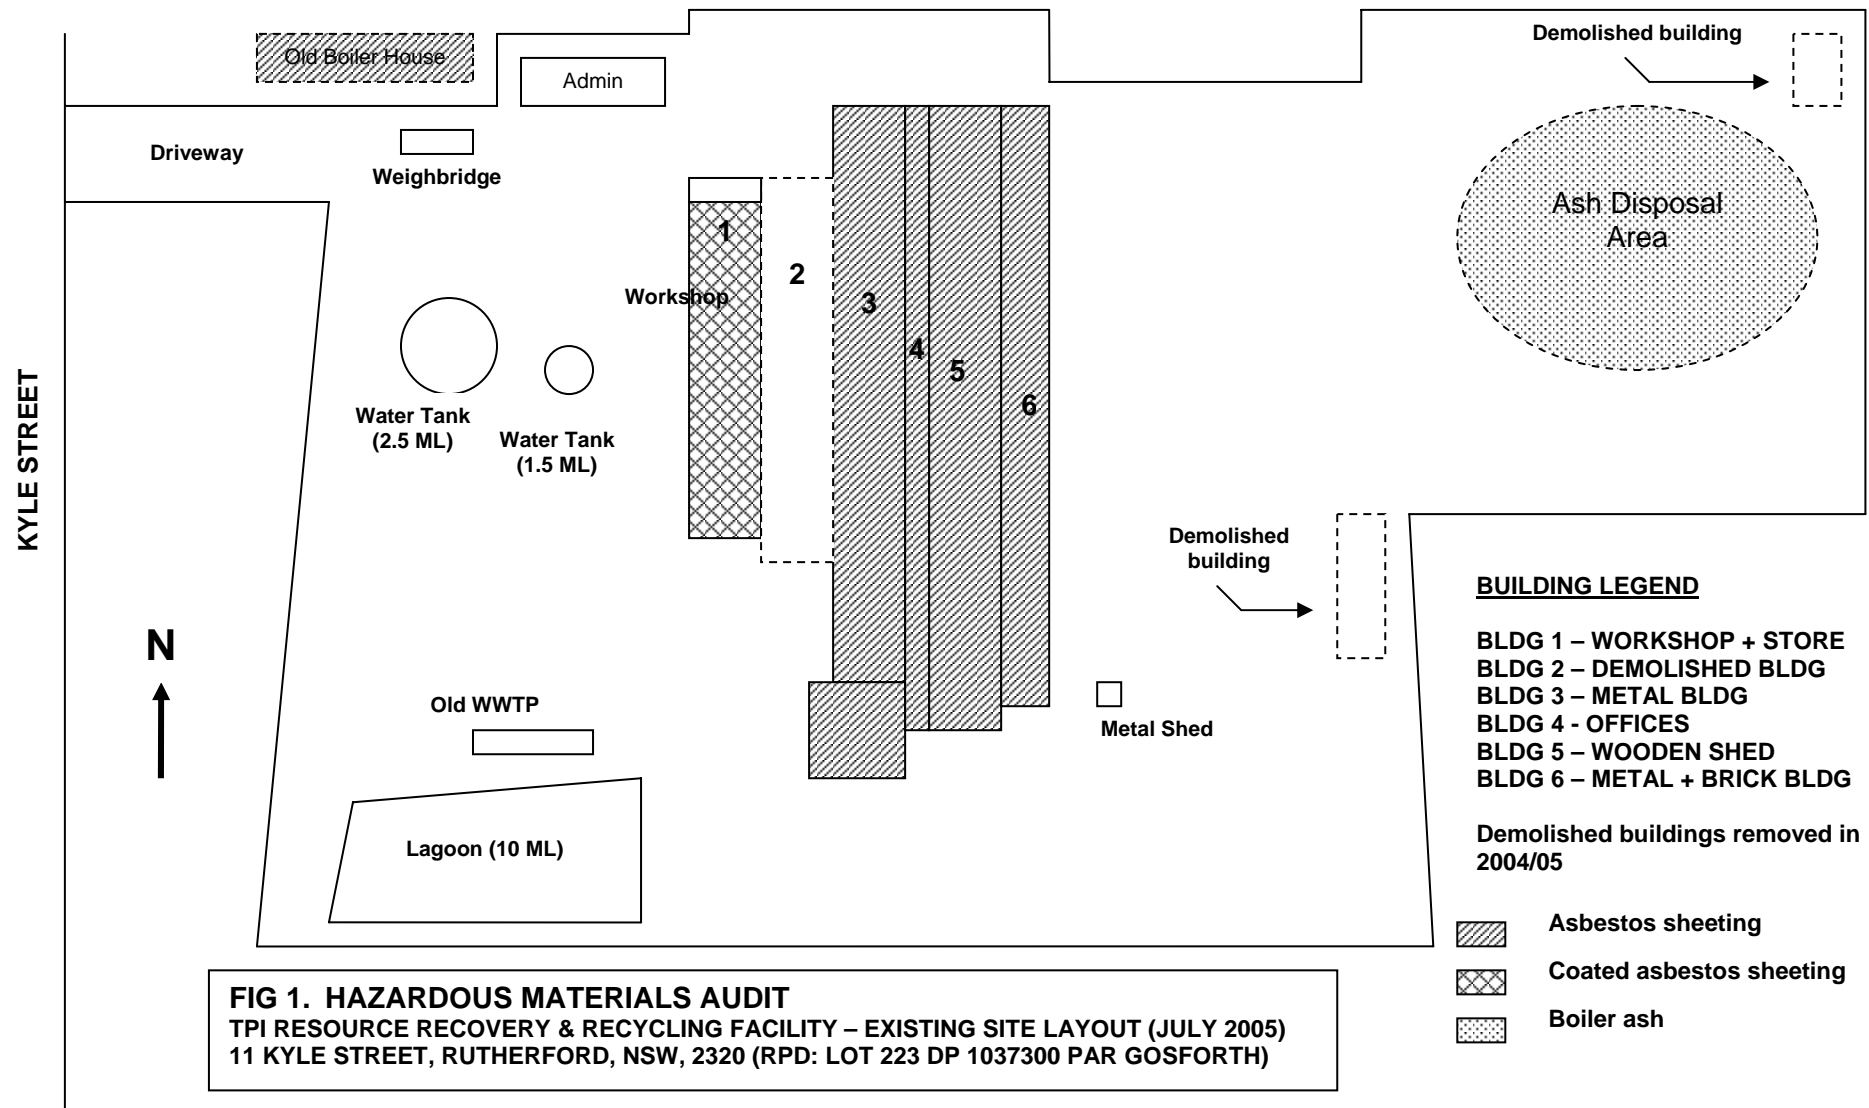 Demolished building
Old Boiler House
Admin
Driveway
Weighbridge
Ash Disposal
Area
1
2
Workshop
3
4
5
6
KYLE STREET
Water Tank
(2.5 ML)
Water Tank
(1.5 ML)
Demolished
building
N
Old WWTP
Metal Shed
Lagoon (10 ML)
BUILDING LEGEND
BLDG 1 – WORKSHOP + STORE
BLDG 2 – DEMOLISHED BLDG
BLDG 3 – METAL BLDG
BLDG 4 - OFFICES
BLDG 5 – WOODEN SHED
BLDG 6 – METAL + BRICK BLDG
Demolished buildings removed in
2004/05
Asbestos sheeting
Coated asbestos sheeting
Boiler ash
FIG 1. HAZARDOUS MATERIALS AUDIT
TPI RESOURCE RECOVERY & RECYCLING FACILITY – EXISTING SITE LAYOUT (JULY 2005)
11 KYLE STREET, RUTHERFORD, NSW, 2320 (RPD: LOT 223 DP 1037300 PAR GOSFORTH)